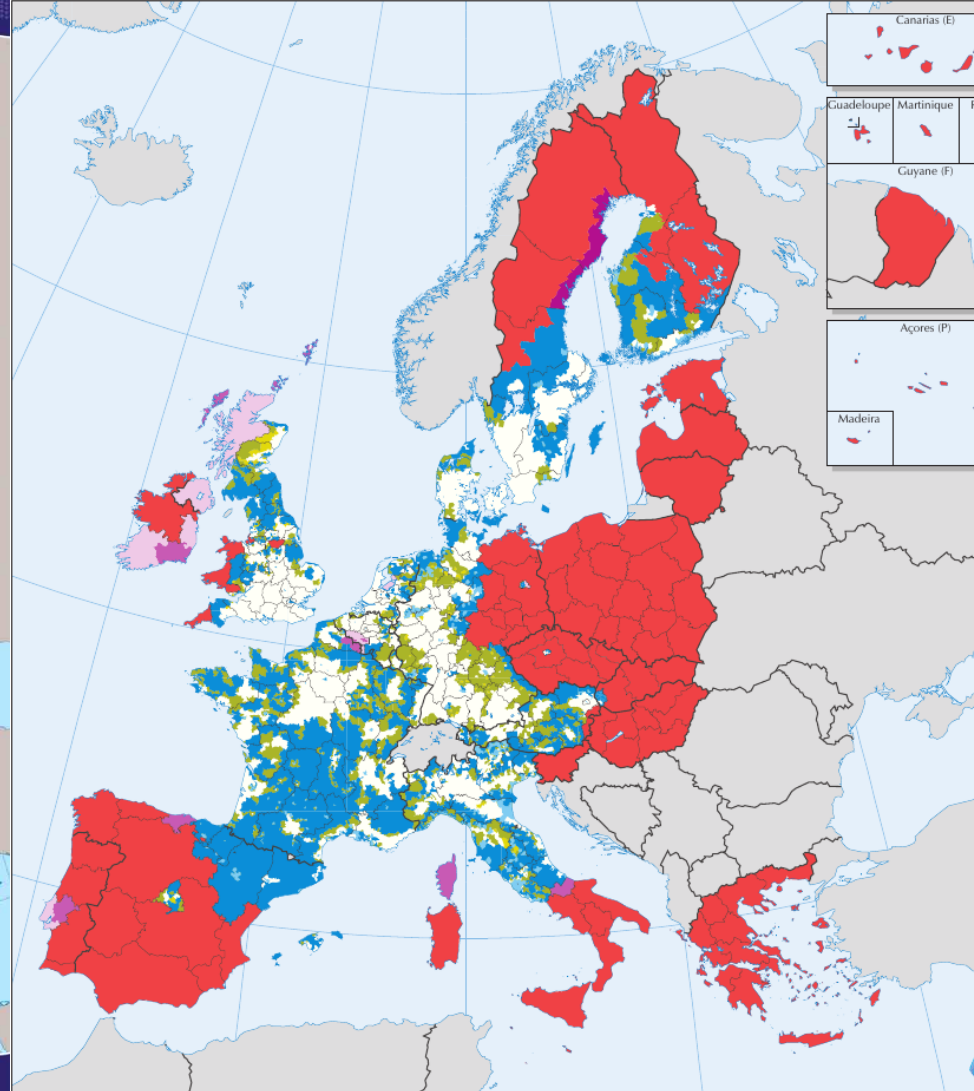 Canarias (E)
Guadeloupe
Martinique
Guyane (F)
Açores (P)
Madeira